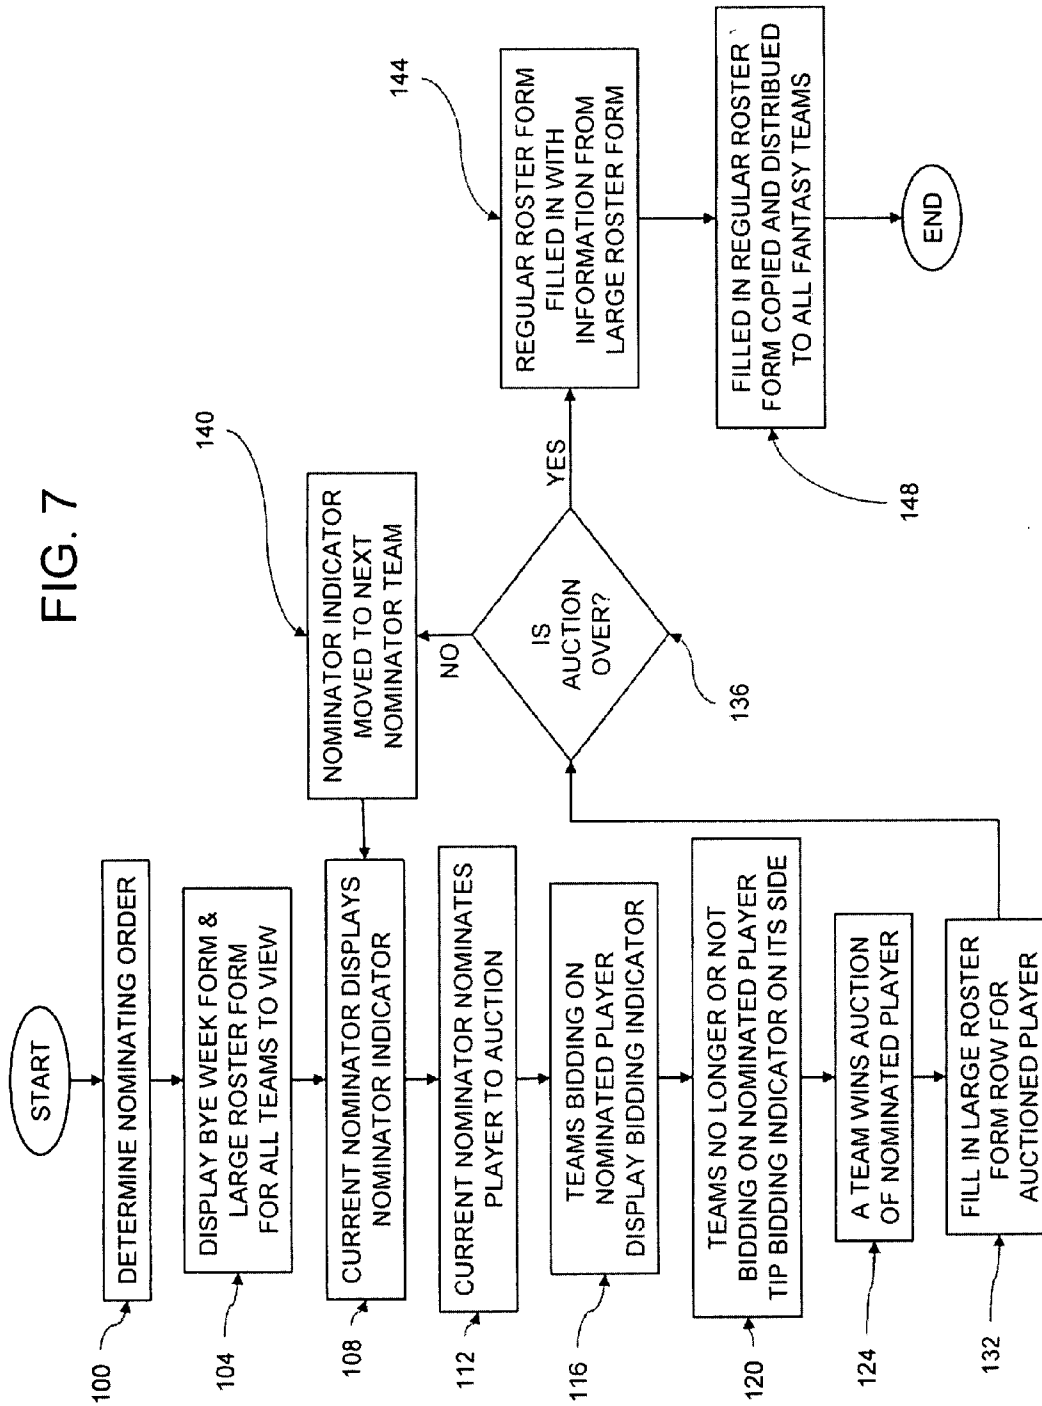 FIG. 7
START
DETERMINE NOMINATING ORDER
100
DISPLAY BYE WEEK FORM &
LARGE ROSTER FORM
FOR ALL TEAMS TO VIEW
104
CURRENT NOMINATOR DISPLAYS
NOMINATOR INDICATOR
108
CURRENT NOMINATOR NOMINATES
PLAYER TO AUCTION
112
TEAMS BIDDING ON
NOMINATED PLAYER
DISPLAY BIDDING INDICATOR
116
TEAMS NO LONGER OR NOT
BIDDING ON NOMINATED PLAYER
TIP BIDDING INDICATOR ON ITS SIDE
120
A TEAM WINS AUCTION
OF NOMINATED PLAYER
124
FILL IN LARGE ROSTER
FORM ROW FOR
AUCTIONED PLAYER
132
IS
AUCTION
OVER?
136
NO
YES
NOMINATOR INDICATOR
MOVED TO NEXT
NOMINATOR TEAM
140
REGULAR ROSTER FORM
FILLED IN WITH
INFORMATION FROM
LARGE ROSTER FORM
144
FILLED IN REGULAR ROSTER
FORM COPIED AND DISTRIBUED
TO ALL FANTASY TEAMS
148
END